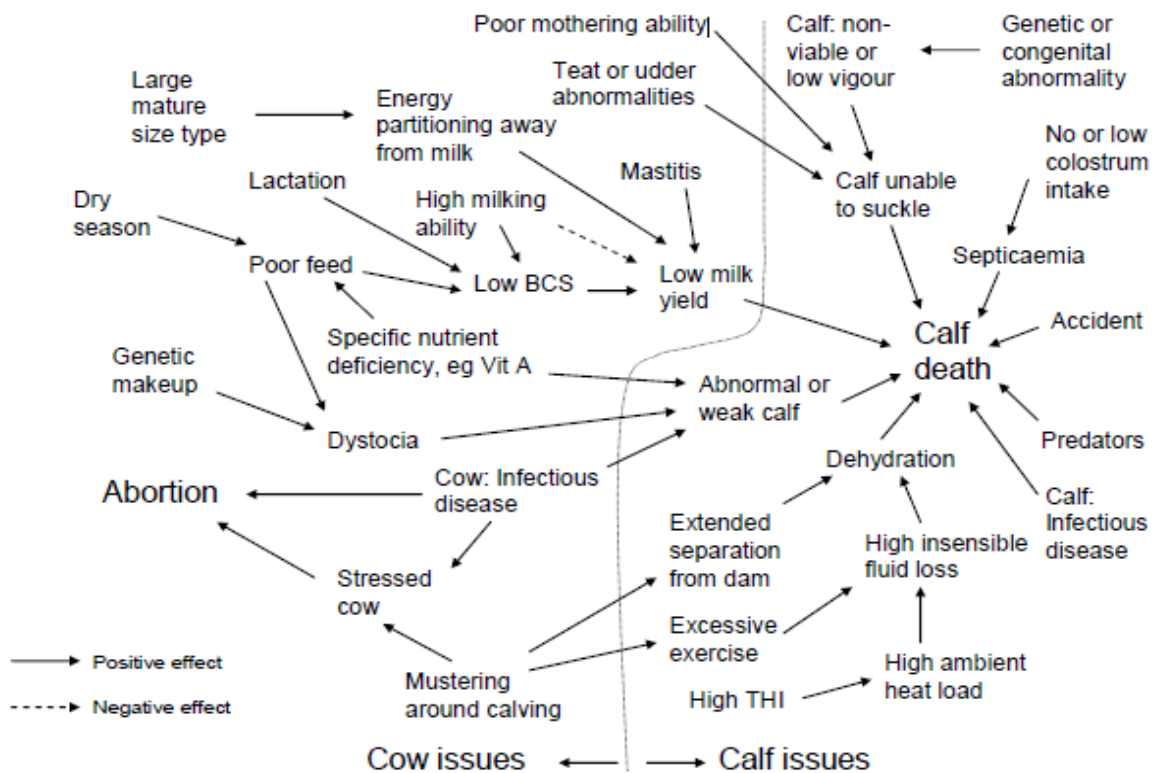 Poor mothering ability
Calf: non-
viable or
low vigour
Genetic or
congenital
abnormality
Large
mature
size type
Energy
partitioning away
from milk
Teat or udder
abnormalities
No or low
colostrum
intake
Lactation
High milking
ability
Mastitis
Calf unable
to suckle
Dry
season
Poor feed
Low BCS
Low milk
yield
Septicaemia
Specific nutrient
deficiency, eg Vit A
Calf
death
Accident
Genetic
makeup
Abnormal or
weak calf
Dystocia
Predators
Dehydration
Abortion
Cow: Infectious
disease
Calf:
Infectious
disease
Extended
separation
from dam
High insensible
fluid loss
Stressed
cow
Excessive
exercise
Positive effect
Mustering
around calving
High THI
High ambient
heat load
Negative effect
Cow issues
Calf issues